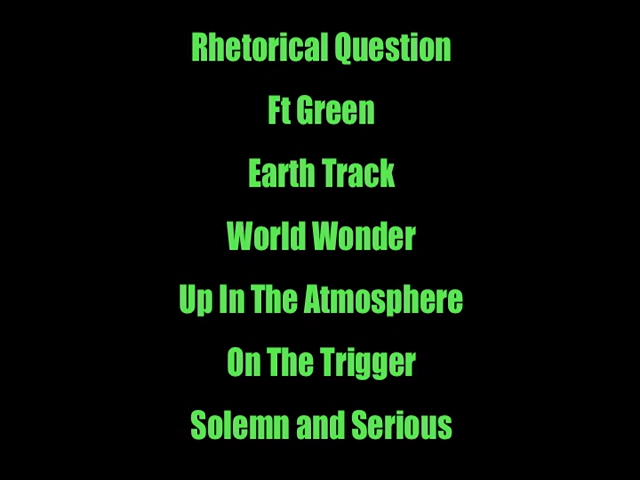 Rhetorical Question
Ft Green
Earth Track
World Wonder
Up In The Atmosphere
On The Trigger
Solemn and Serious